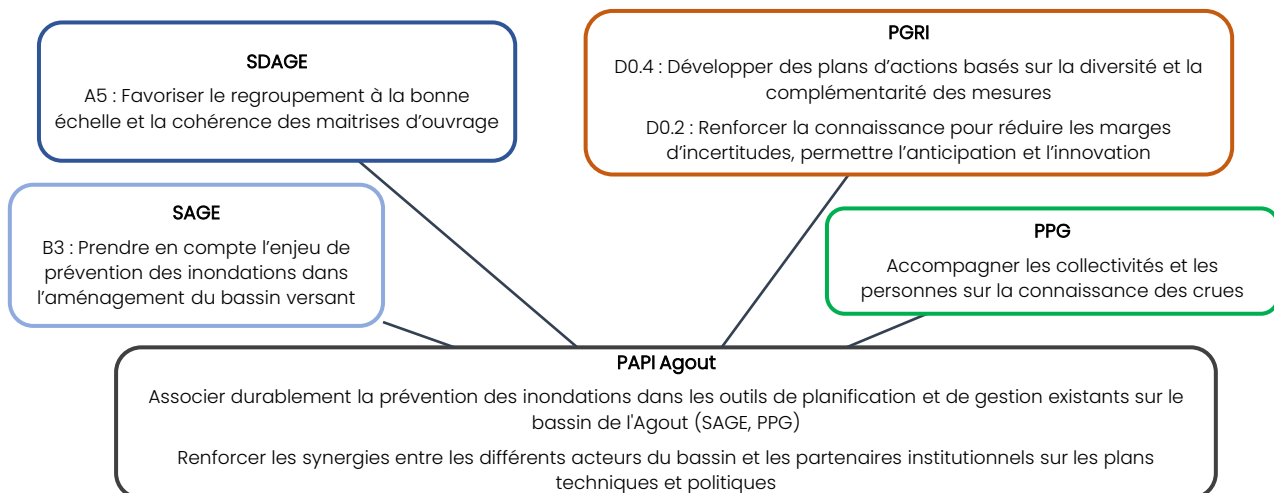 SDAGE
A5 : Favoriser le regroupement à la bonne
échelle et la cohérence des maitrises d’ouvrage
PGRI
D0.4 : Développer des plans d’actions basés sur la diversité et la
complémentarité des mesures
D0.2 : Renforcer la connaissance pour réduire les marges
d’incertitudes, permettre l’anticipation et l’innovation
SAGE
B3 : Prendre en compte l’enjeu de
prévention des inondations dans
l’aménagement du bassin versant
PPG
Accompagner les collectivités et les
personnes sur la connaissance des crues
PAPI Agout
Associer durablement la prévention des inondations dans les outils de planification et de gestion existants sur le
bassin de l'Agout (SAGE, PPG)
Renforcer les synergies entre les différents acteurs du bassin et les partenaires institutionnels sur les plans
techniques et politiques